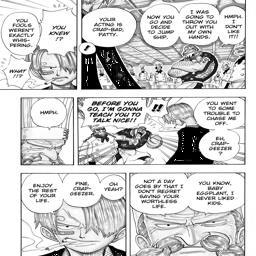 HMPH.
I
DON'T
LIKE
IT!!
I WAS
GOING TO
THROW YOU
OUT WITH
MY OWN
HANDS.
NOW YOU
GO AND
DECIDE
TO JUMP
SHIP.
YOUR
ACTING IS
CRAP-BAD,
PATTY.
YOU
KNEW
!?
YOU
FOOLS
WEREN'T
EXACTLY
WHIS-
PERING.
WHAT
!!?
YOU WENT
TO SOME
TROUBLE
TO CHASE
ME OFF.
EH,
CRAP-
GEEZER
?
!!
BEFORE YOU
GO, I'M GONNA
TEACH YOU TO
TALK NICE!!
HMPH.
YOU KNOW,
BABY
EGGPLANT, I
NEVER LIKED
KIDS.
NOT A DAY
GOES BY THAT I
DON'T REGRET
SAVING YOUR
WORTHLESS
LIFE.
OH
YEAH?
FINE,
CRAP-
GEEZER.
ENJOY
THE REST
OF YOUR
LIFE.